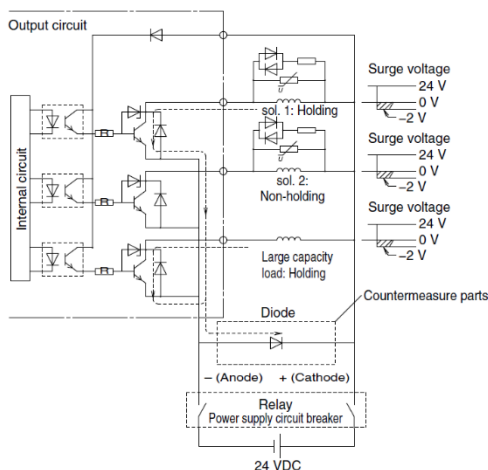 Output circuit
Internal circuit
sol. 1: Holding
sol. 2:
Non-holding
Large capacity
load: Holding
Surge voltage
24 V
0 V
–2 V
Surge voltage
24 V
0 V
–2 V
Surge voltage
24 V
0 V
–2 V
Countermeasure parts
Diode
– (Anode) + (Cathode)
Relay
Power supply circuit breaker
24 VDC